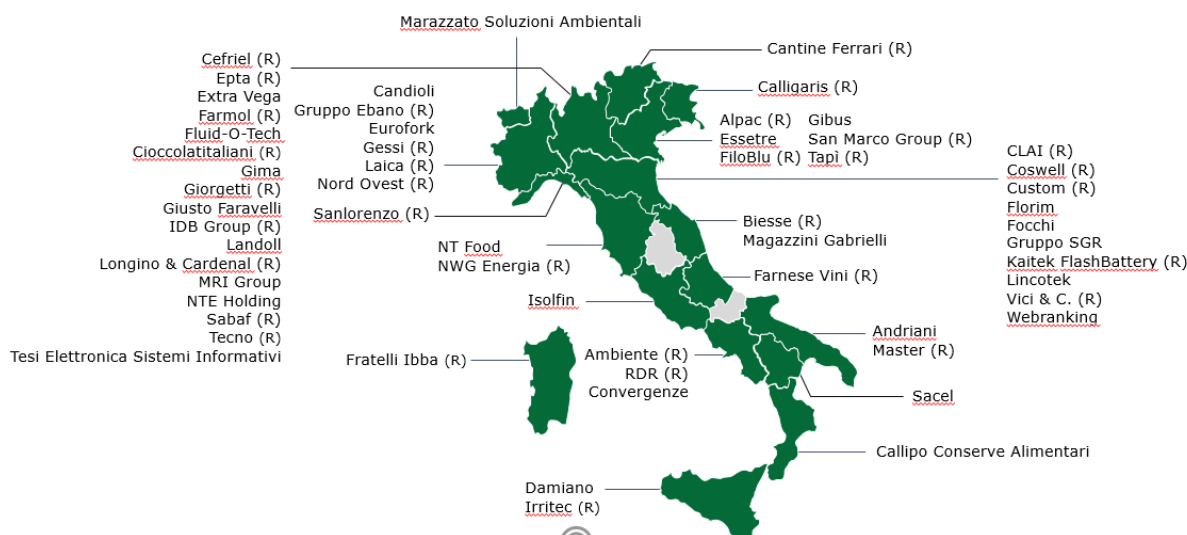 Marazzato Soluzioni Ambientali
Cantine Ferrari (R)
Cefriel (R)
Epta (R)
Extra Vega
Farmol (R)
Fluid-O-Tech
Cioccolatitaliani (R)
Gima
Giorgetti (R)
Giusto Faravelli
IDB Group (R)
Landoll
Longino & Cardenal (R)
MRI Group
NTE Holding
Sabaf (R)
Tecno (R)
Tesi Elettronica Sistemi Informativi
Candioli
Gruppo Ebano (R)
Eurofork
Gessi (R)
Laica (R)
Nord Ovest (R)
Sanlorenzo (R)
Calligaris (R)
Alpac (R)
Essetre
FiloBlu (R)
Gibus
San Marco Group (R)
Tapì (R)
CLAI (R)
Coswell (R)
Custom (R)
Florim
Focchi
Gruppo SGR
Kaitek FlashBattery (R)
Lincotek
Vici & C. (R)
Webranking
NT Food
NWG Energia (R)
Biesse (R)
Magazzini Gabrielli
Farnese Vini (R)
Isolfin
Andriani
Master (R)
Fratelli Ibba (R)
Ambiente (R)
RDR (R)
Convergenze
Sacel
Callipo Conserve Alimentari
Damiano
Irritec (R)